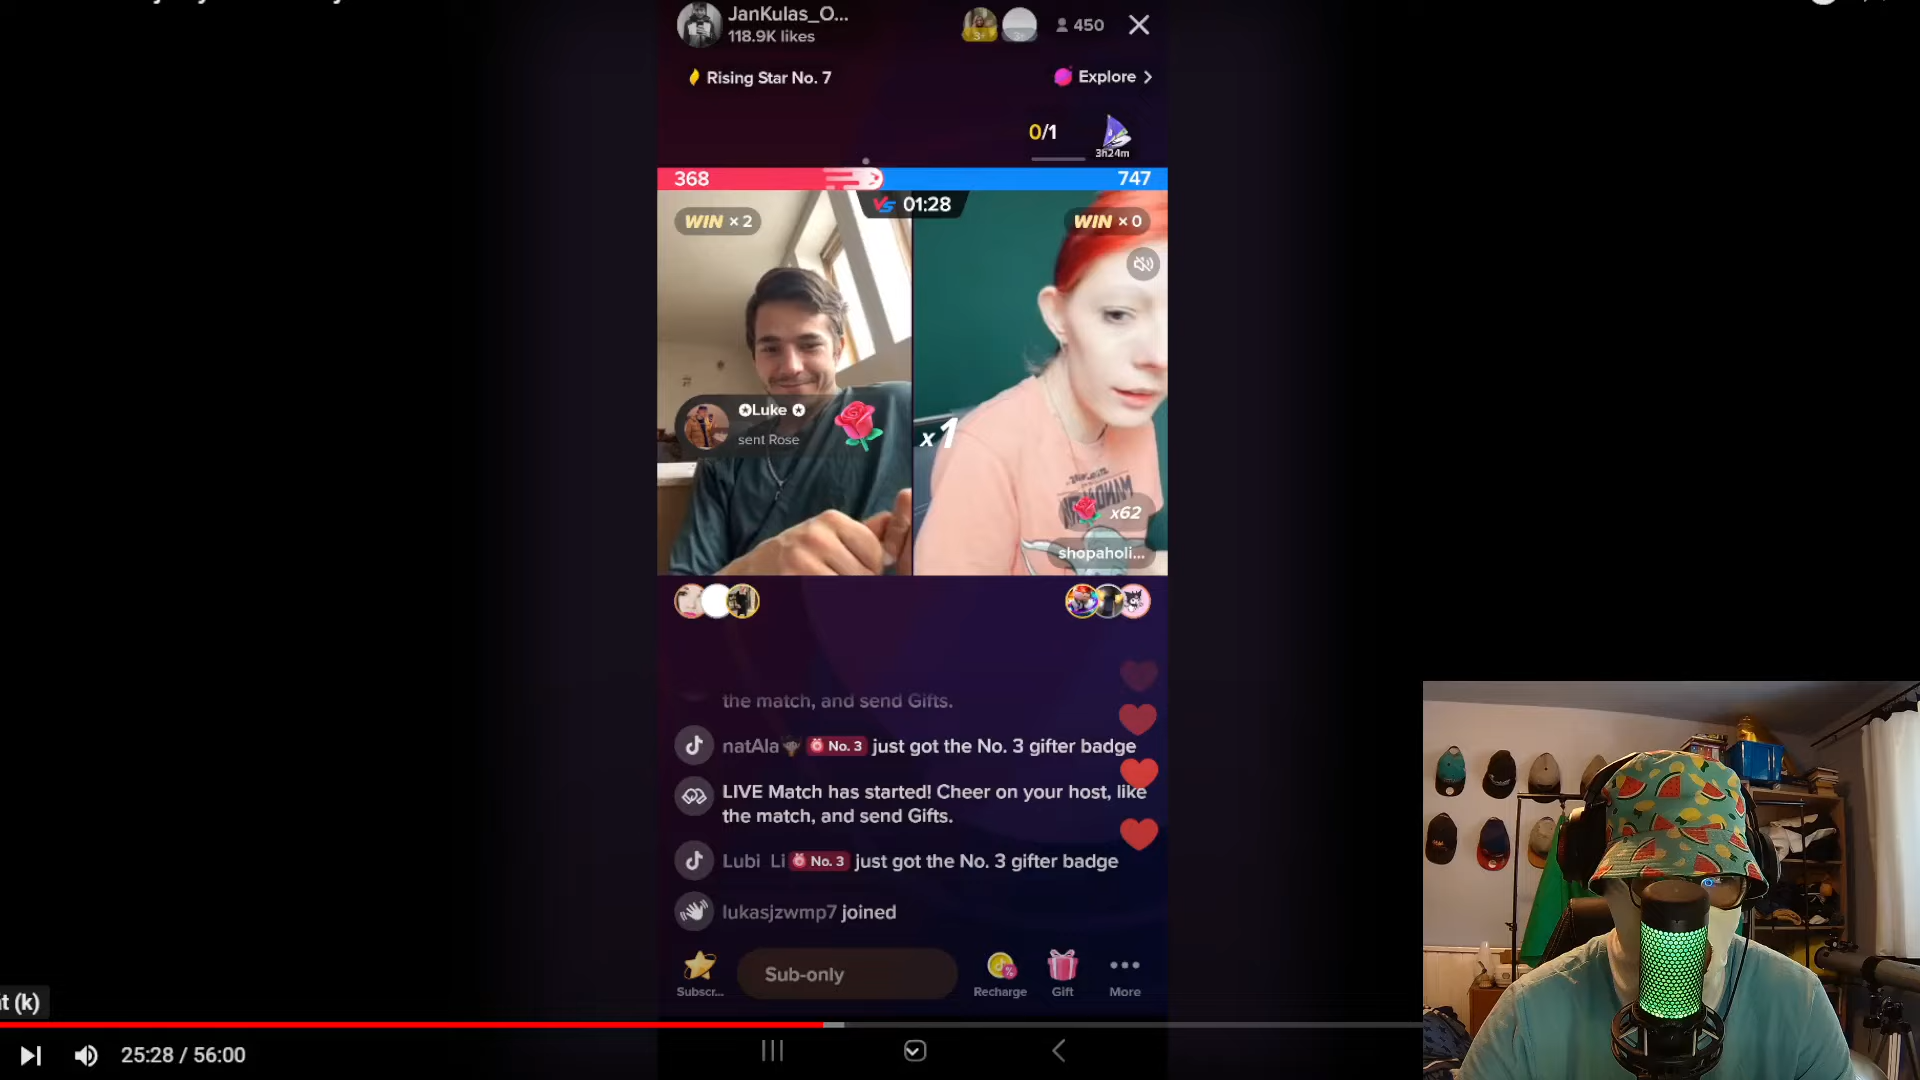 JanKulas_O...
118.9K likes
450
Rising Star No. 7
Explore
0/1
3h24m
368
747
VS 01:28
WIN × 2
WIN × 0
Luke
sent Rose
x1
x62
shopaholi...
the match, and send Gifts.
natAla No. 3 just got the No. 3 gifter badge
LIVE Match has started! Cheer on your host, like
the match, and send Gifts.
Lubi Li No. 3 just got the No. 3 gifter badge
lukasjzwmp7 joined
Sub-only
Subscr...
Recharge
Gift
More
t (k)
25:28 / 56:00